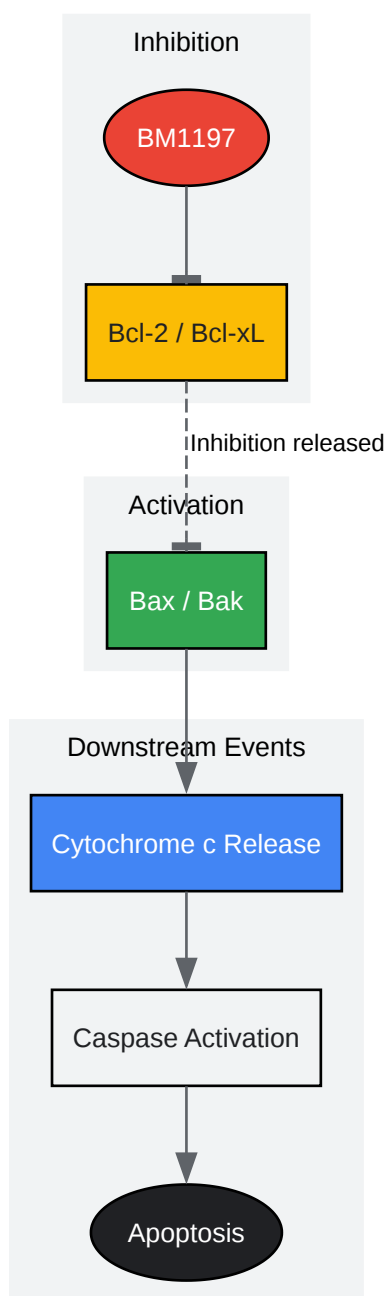 Inhibition
BM1197
Bcl-2 / Bcl-xL
Inhibition released
Activation
Bax / Bak
Downstream Events
Cytochrome c Release
Caspase Activation
Apoptosis